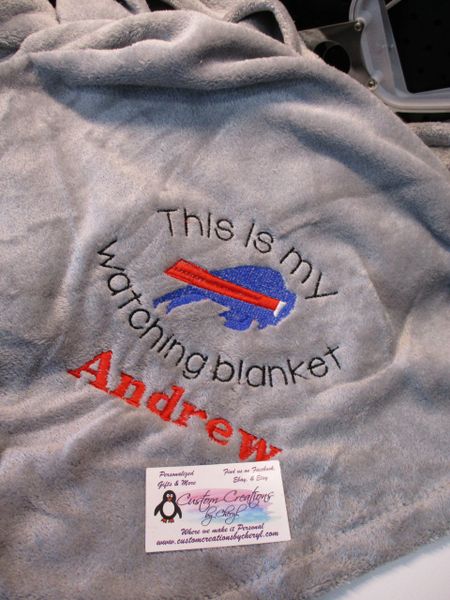 This is my
watching blanket
Andrew
Personalized
Gifts & More
Find us on Facebook,
Ebay, & Etsy
Custom Creations
by Cheryl
Where we make it Personal
www.customcreationsbycheryl.com